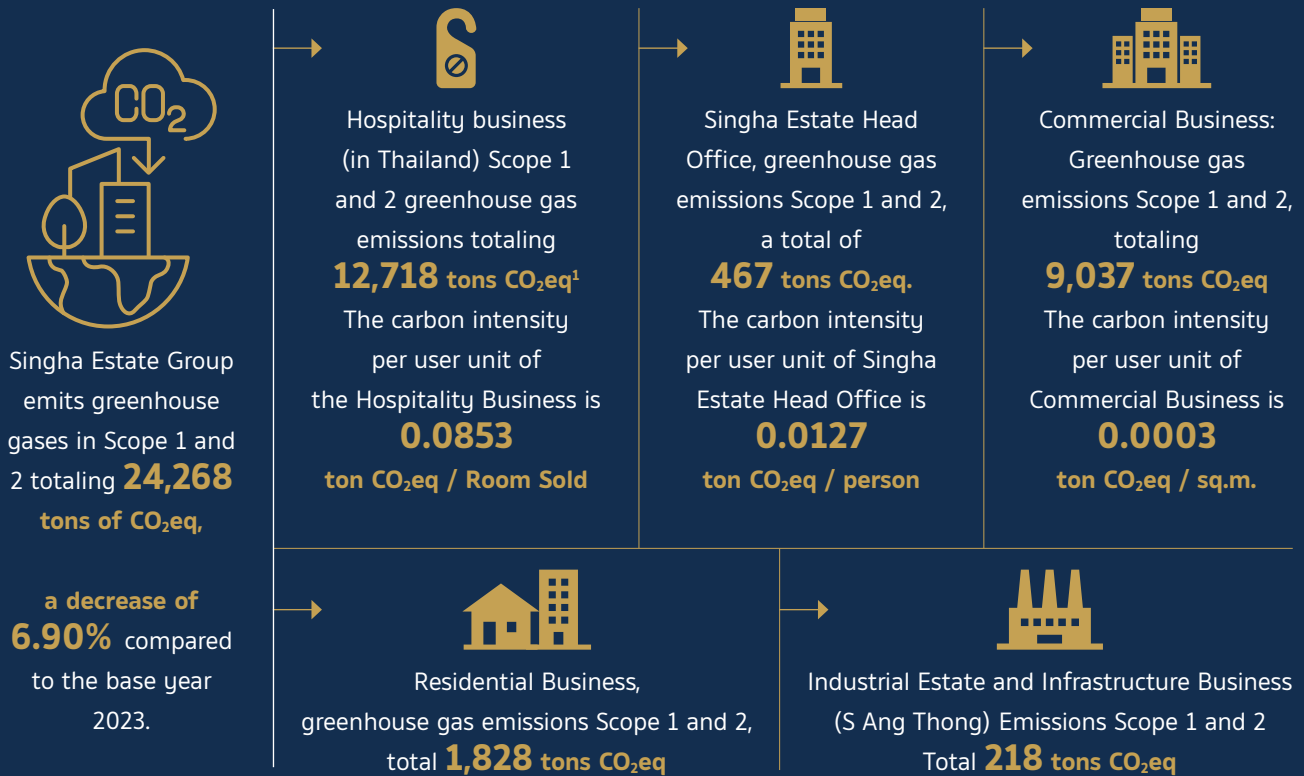 CO2
Singha Estate Group
emits greenhouse
gases in Scope 1 and
2 totaling 24,268
tons of CO₂eq,
a decrease of
6.90% compared
to the base year
2023.
Hospitality business
(in Thailand) Scope 1
and 2 greenhouse gas
emissions totaling
12,718 tons CO₂eq¹
The carbon intensity
per user unit of
the Hospitality Business is
0.0853
ton CO₂eq / Room Sold
Singha Estate Head
Office, greenhouse gas
emissions Scope 1 and 2,
a total of
467 tons CO₂eq.
The carbon intensity
per user unit of Singha
Estate Head Office is
0.0127
ton CO₂eq / person
Commercial Business:
Greenhouse gas
emissions Scope 1 and 2,
totaling
9,037 tons CO₂eq
The carbon intensity
per user unit of
Commercial Business is
0.0003
ton CO₂eq / sq.m.
Residential Business,
greenhouse gas emissions Scope 1 and 2,
total 1,828 tons CO₂eq
Industrial Estate and Infrastructure Business
(S Ang Thong) Emissions Scope 1 and 2
Total 218 tons CO₂eq